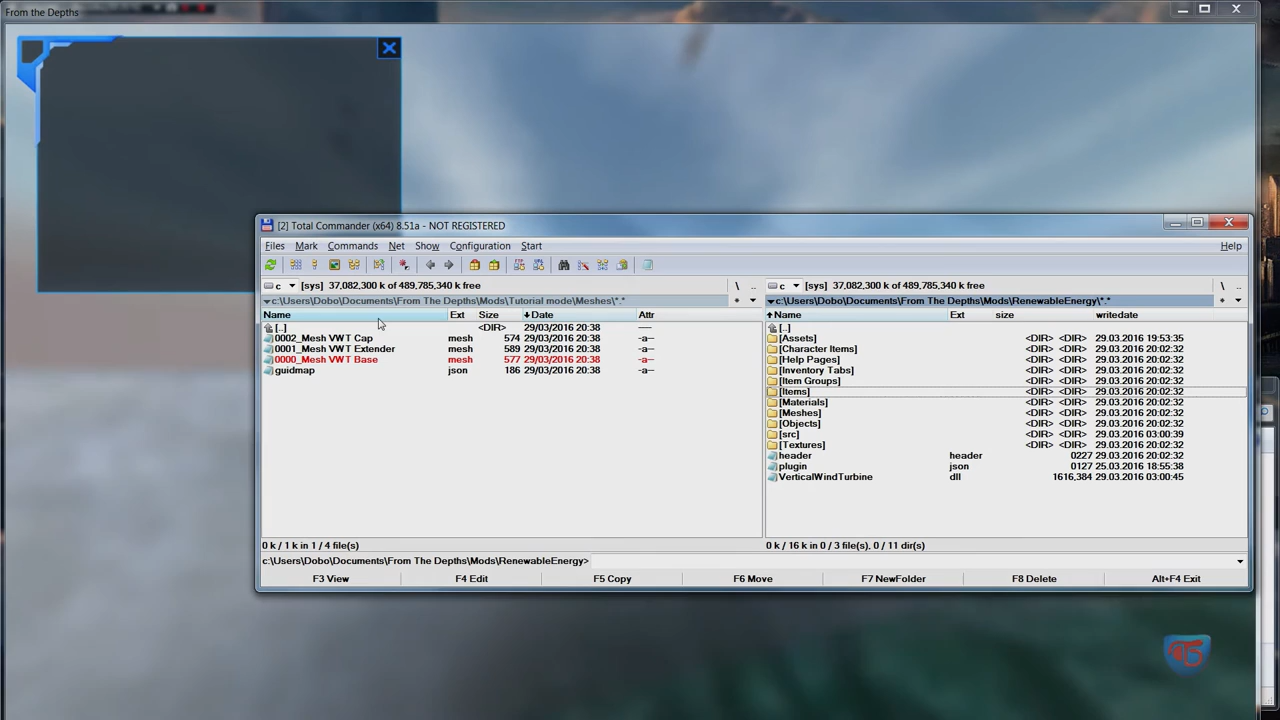 From the Depths
[2] Total Commander (x64) 8.51a - NOT REGISTERED
Files Mark Commands Net Show Configuration Start Help
c [sys] 37,082,300 k of 489,785,340 k free \ ..
c [sys] 37,082,300 k of 489,785,340 k free \ ..
c:\Users\Dobo\Documents\From The Depths\Mods\Tutorial mode\Meshes\*.* *
c:\Users\Dobo\Documents\From The Depths\Mods\RenewableEnergy\*.* *
Name Ext Size Date Attr
[..] <DIR> 29/03/2016 20:38 ----
0002_Mesh VWT Cap mesh 574 29/03/2016 20:38 -a--
0001_Mesh VWT Extender mesh 589 29/03/2016 20:38 -a--
0000_Mesh VWT Base mesh 577 29/03/2016 20:38 -a--
guidmap json 186 29/03/2016 20:38 -a--
Name Ext size writedate
[..]
[Assets] <DIR> <DIR> 29.03.2016 19:53:35
[Character Items] <DIR> <DIR> 29.03.2016 20:02:32
[Help Pages] <DIR> <DIR> 29.03.2016 20:02:32
[Inventory Tabs] <DIR> <DIR> 29.03.2016 20:02:32
[Item Groups] <DIR> <DIR> 29.03.2016 20:02:32
[Items] <DIR> <DIR> 29.03.2016 20:02:32
[Materials] <DIR> <DIR> 29.03.2016 20:02:32
[Meshes] <DIR> <DIR> 29.03.2016 20:02:32
[Objects] <DIR> <DIR> 29.03.2016 20:02:32
[src] <DIR> <DIR> 29.03.2016 03:00:39
[Textures] <DIR> <DIR> 29.03.2016 20:02:32
header header 0227 29.03.2016 20:02:32
plugin json 0127 25.03.2016 18:55:38
VerticalWindTurbine dll 1616,384 29.03.2016 03:00:45
0 k / 1 k in 1 / 4 file(s)
0 k / 16 k in 0 / 3 file(s), 0 / 11 dir(s)
c:\Users\Dobo\Documents\From The Depths\Mods\RenewableEnergy>
F3 View F4 Edit F5 Copy F6 Move F7 NewFolder F8 Delete Alt+F4 Exit